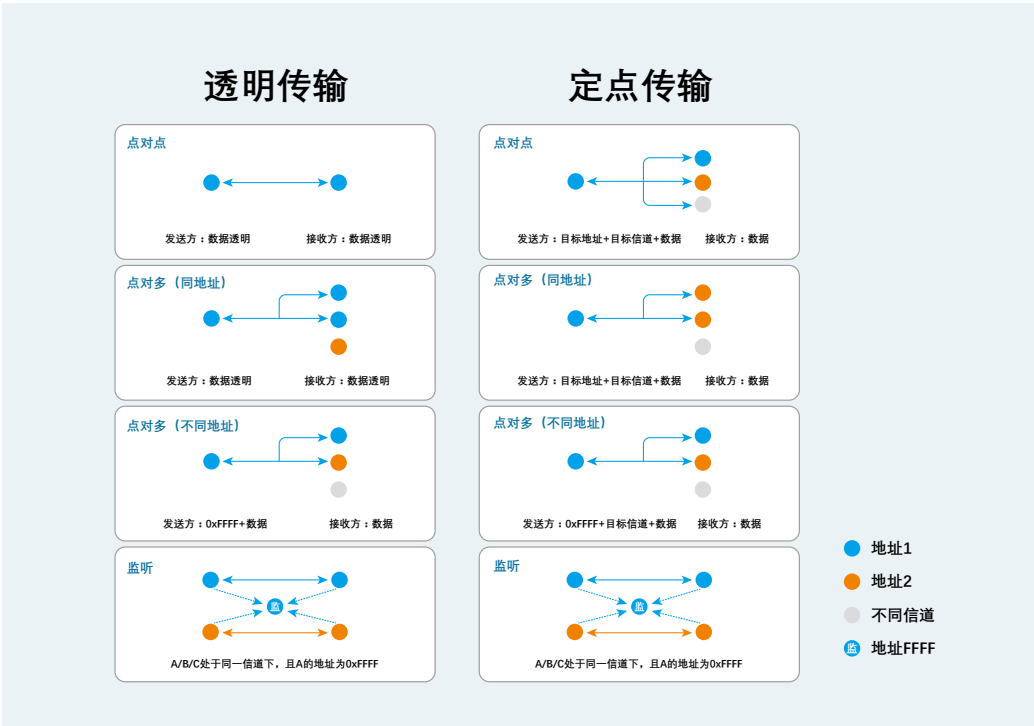 透明传输
点对点
发送方：数据透明
接收方：数据透明
点对多（同地址）
发送方：数据透明
接收方：数据透明
点对多（不同地址）
发送方：0xFFFF+数据
接收方：数据
监听
监
A/B/C处于同一信道下，且A的地址为0xFFFF
定点传输
点对点
发送方：目标地址+目标信道+数据
接收方：数据
点对多（同地址）
发送方：目标地址+目标信道+数据
接收方：数据
点对多（不同地址）
发送方：0xFFFF+目标信道+数据
接收方：数据
监听
监
A/B/C处于同一信道下，且A的地址为0xFFFF
地址1
地址2
不同信道
监 地址FFFF